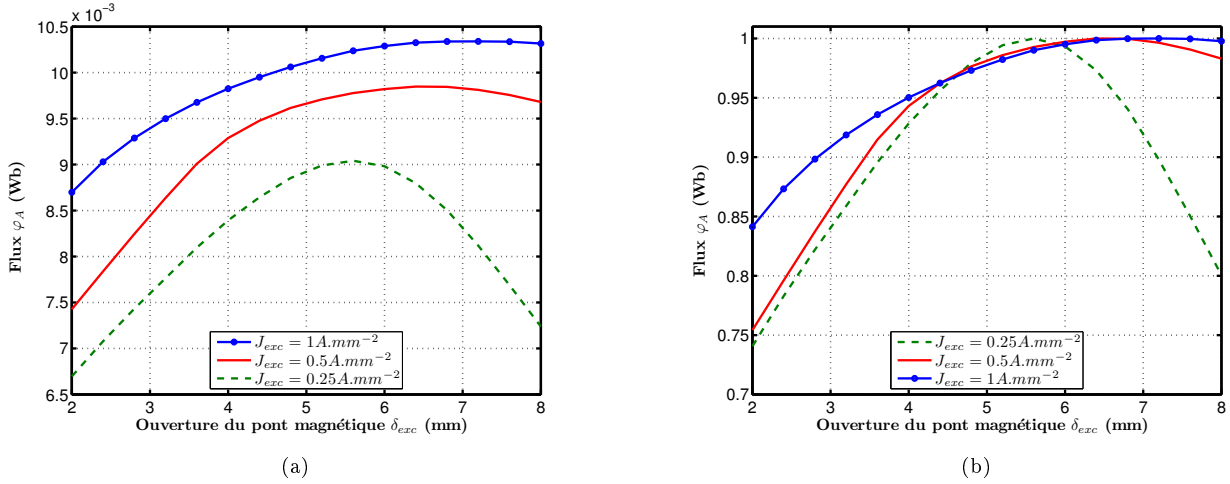 x 10⁻³
10.5
10
9.5
9
8.5
8
7.5
7
6.5
Flux φ_A (Wb)
J_exc = 1A.mm⁻²
J_exc = 0.5A.mm⁻²
J_exc = 0.25A.mm⁻²
2 3 4 5 6 7 8
Ouverture du pont magnétique δ_exc (mm)
(a)
1
0.95
0.9
0.85
0.8
0.75
0.7
Flux φ_A (Wb)
J_exc = 0.25A.mm⁻²
J_exc = 0.5A.mm⁻²
J_exc = 1A.mm⁻²
2 3 4 5 6 7 8
Ouverture du pont magnétique δ_exc (mm)
(b)